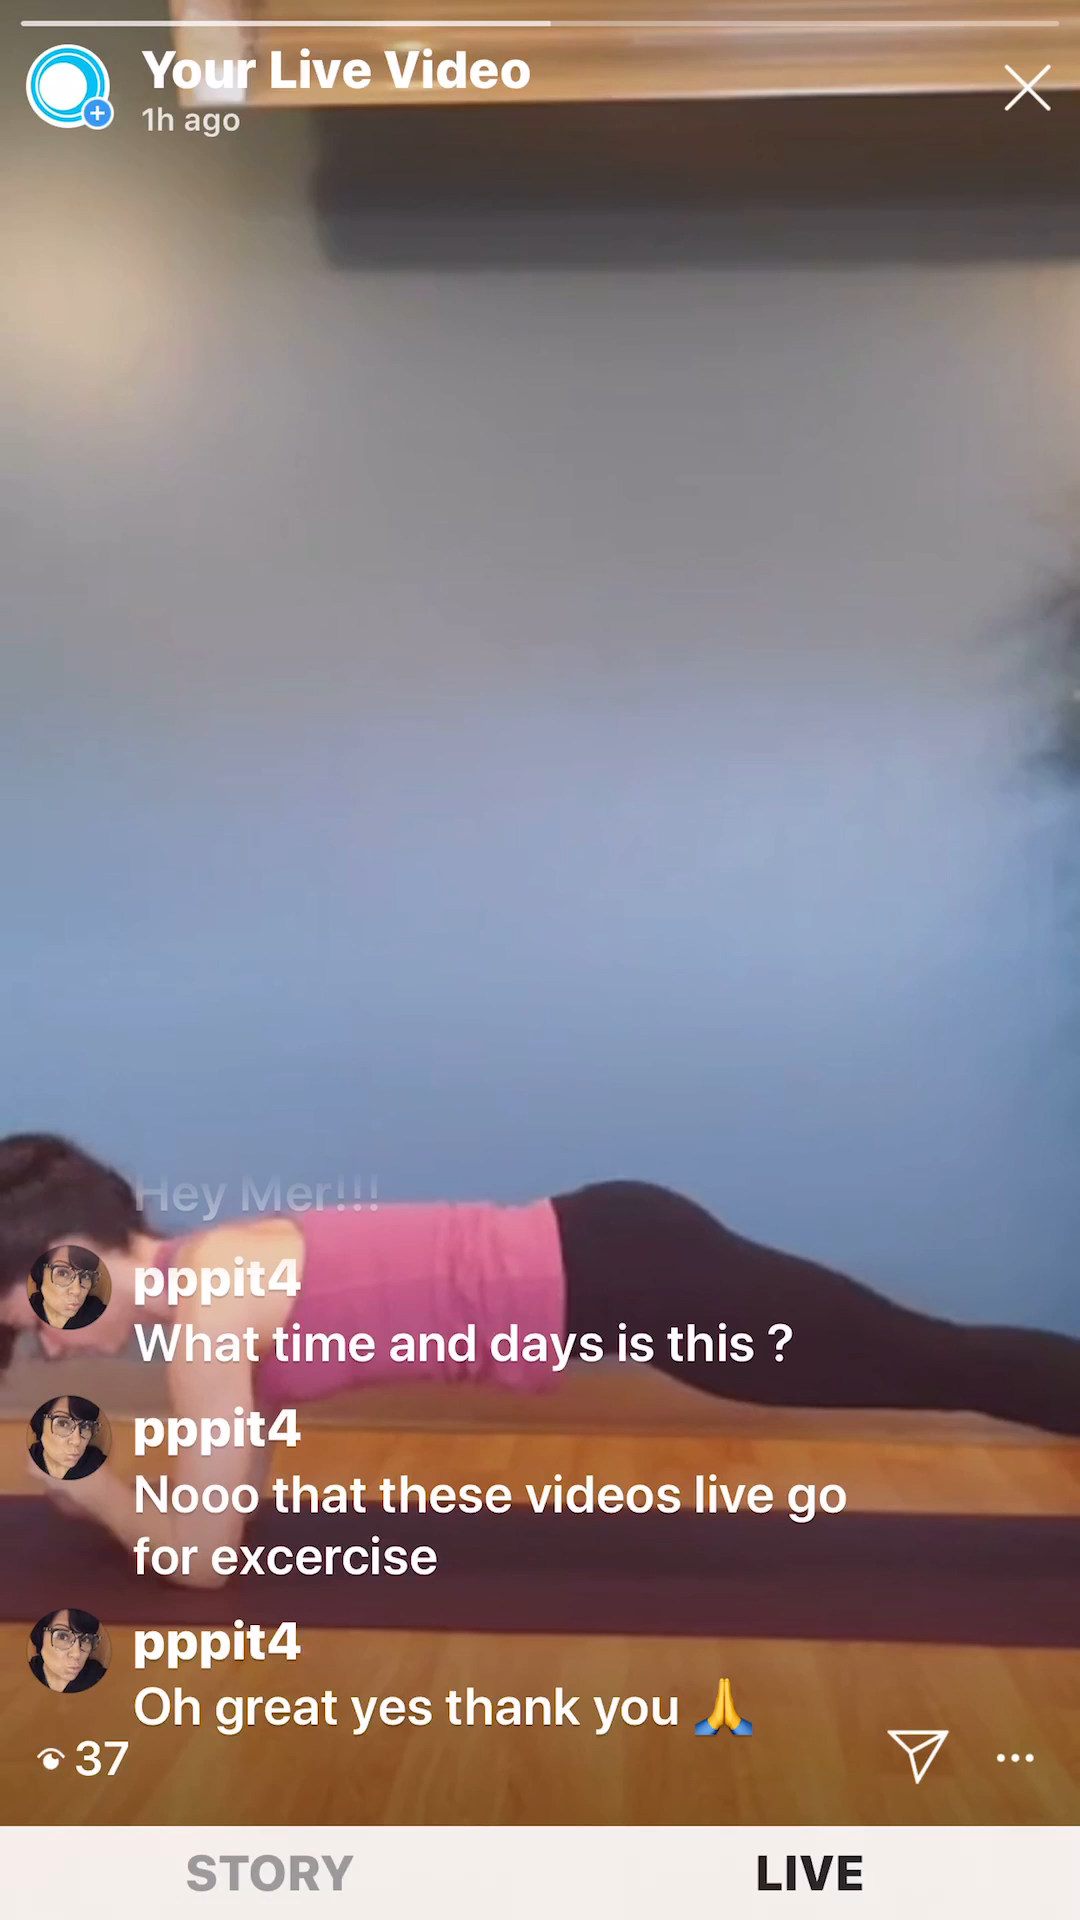 Your Live Video
1h ago
Hey Mer!!!
pppit4
What time and days is this ?
pppit4
Nooo that these videos live go
for excercise
pppit4
Oh great yes thank you 🙏
37
STORY
LIVE